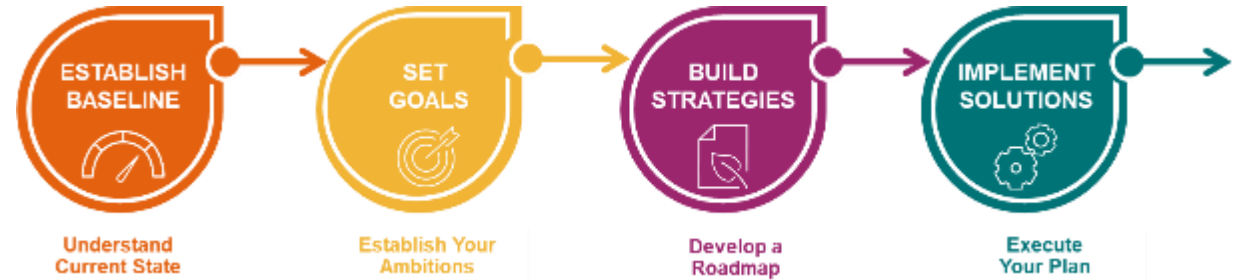 ESTABLISH
BASELINE
SET
GOALS
BUILD
STRATEGIES
IMPLEMENT
SOLUTIONS
Understand
Current State
Establish Your
Ambitions
Develop a
Roadmap
Execute
Your Plan